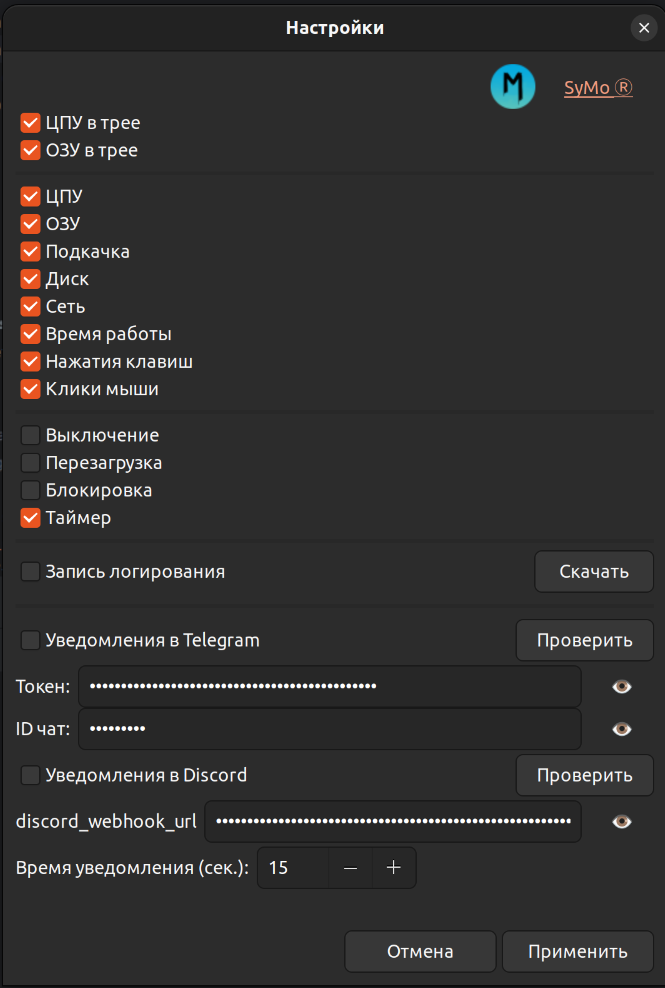 Настройки
SyMo ®
ЦПУ в трее
ОЗУ в трее
ЦПУ
ОЗУ
Подкачка
Диск
Сеть
Время работы
Нажатия клавиш
Клики мыши
Выключение
Перезагрузка
Блокировка
Таймер
Запись логирования Скачать
Уведомления в Telegram Проверить
Токен: ••••••••••••••••••••••••••••••••••••••••••••••
ID чат: •••••••••
Уведомления в Discord Проверить
discord_webhook_url ••••••••••••••••••••••••••••••••••••••••••••••••••••••••
Время уведомления (сек.): 15 − +
Отмена Применить